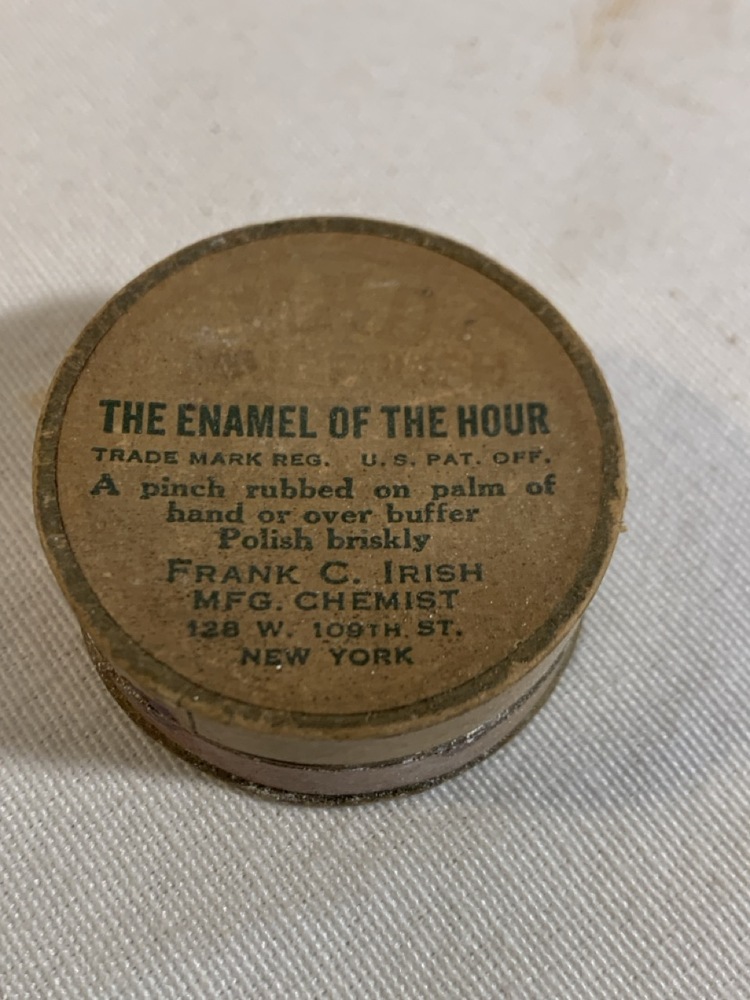 THE ENAMEL OF THE HOUR
TRADE MARK REG. U.S. PAT. OFF.
A pinch rubbed on palm of
hand or over buffer
Polish briskly
FRANK C. IRISH
MFG. CHEMIST
128 W. 109TH. ST.
NEW YORK